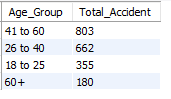 Age_Group Total_Accident
41 to 60 803
26 to 40 662
18 to 25 355
60+ 180